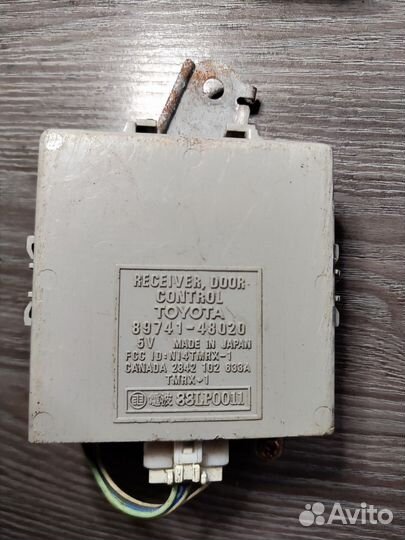 RECEIVER, DOOR
CONTROL
TOYOTA
89741-48020
5V MADE IN JAPAN
FCC ID:N14TMRX-1
CANADA 2842 102 833A
TMRX-1
電波 88LP0011
Avito